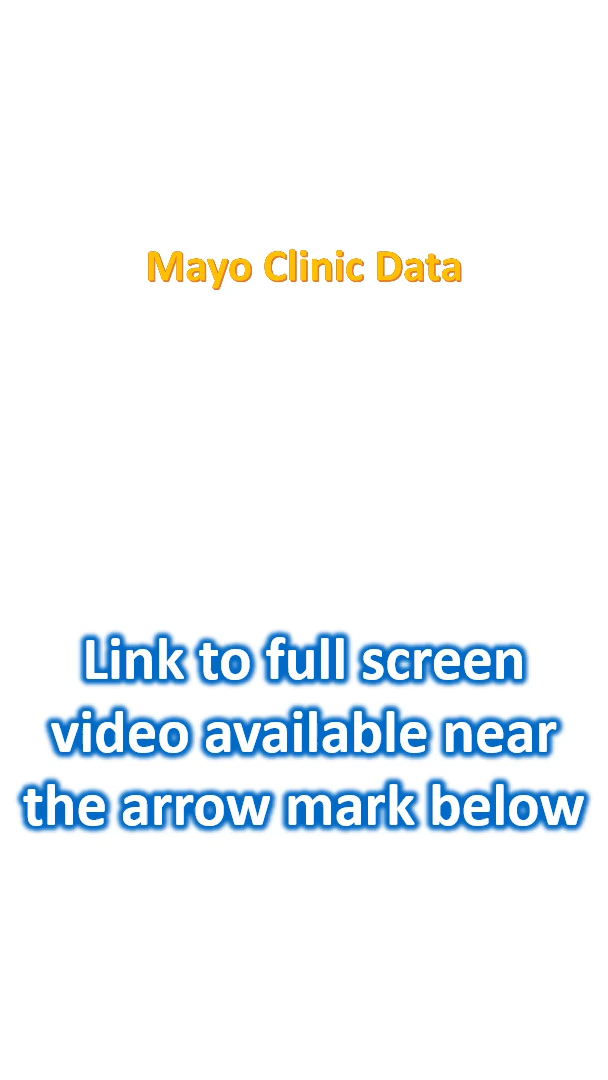 Mayo Clinic Data
Link to full screen
video available near
the arrow mark below